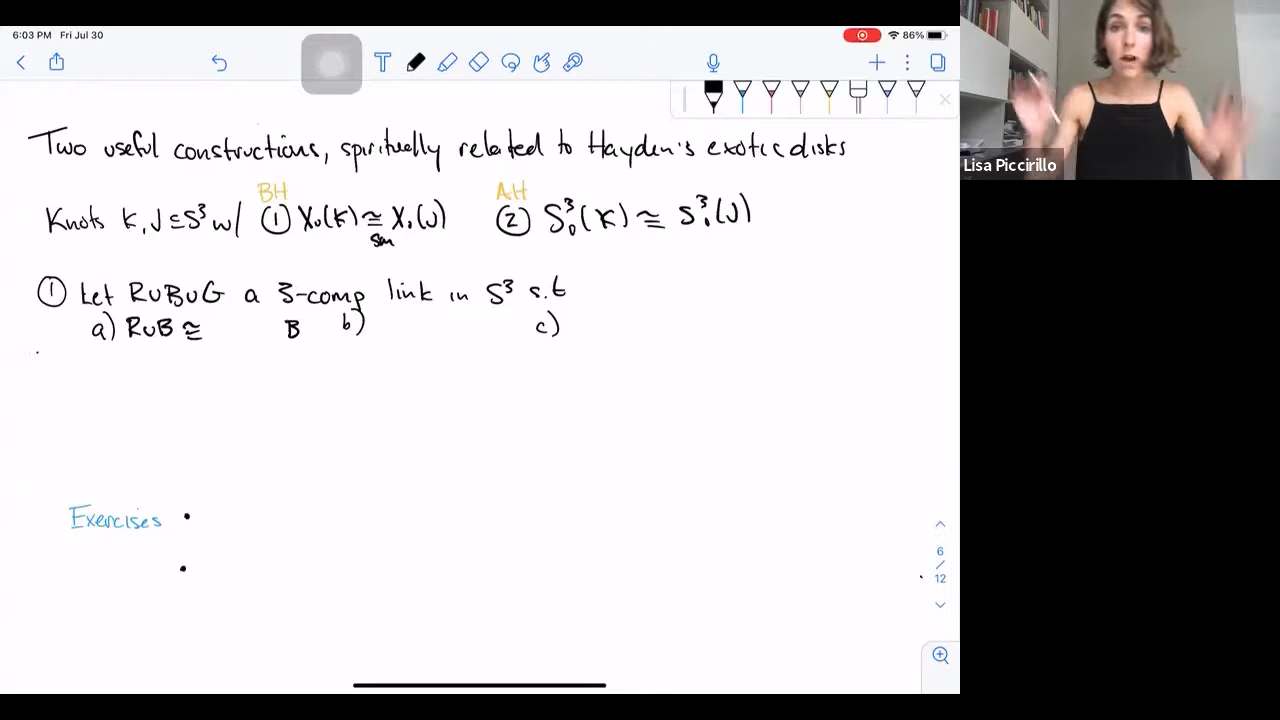 6:03 PM Fri Jul 30
86%
Two useful constructions, spiritually related to Hayden's exotic disks
BH AH
Knots K, J ⊆ S³ w/ ① X₀(K) ≅ X₀(J) ② S³₀(K) ≅ S³₀(J)
sm
① Let R∪B∪G a 3-comp link in S³ s.t
a) R∪B ≅ B b) c)
Exercises •
•
6
/
12
Lisa Piccirillo